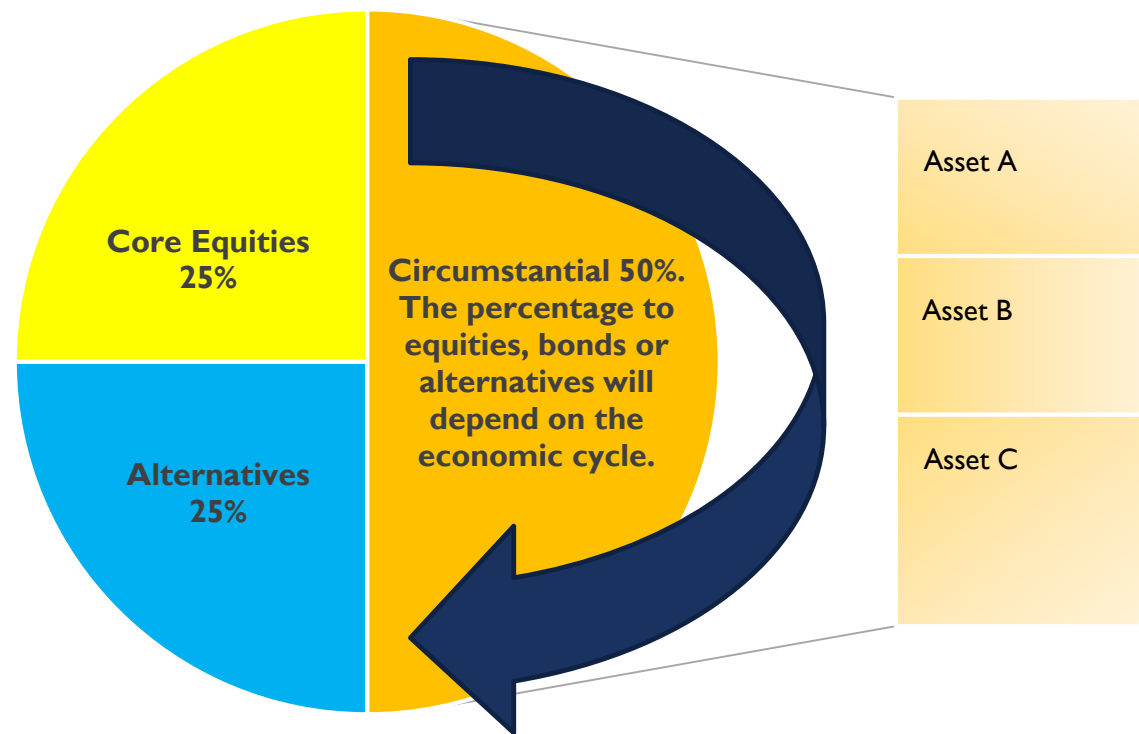 Core Equities
25%
Alternatives
25%
Circumstantial 50%.
The percentage to
equities, bonds or
alternatives will
depend on the
economic cycle.
Asset A
Asset B
Asset C